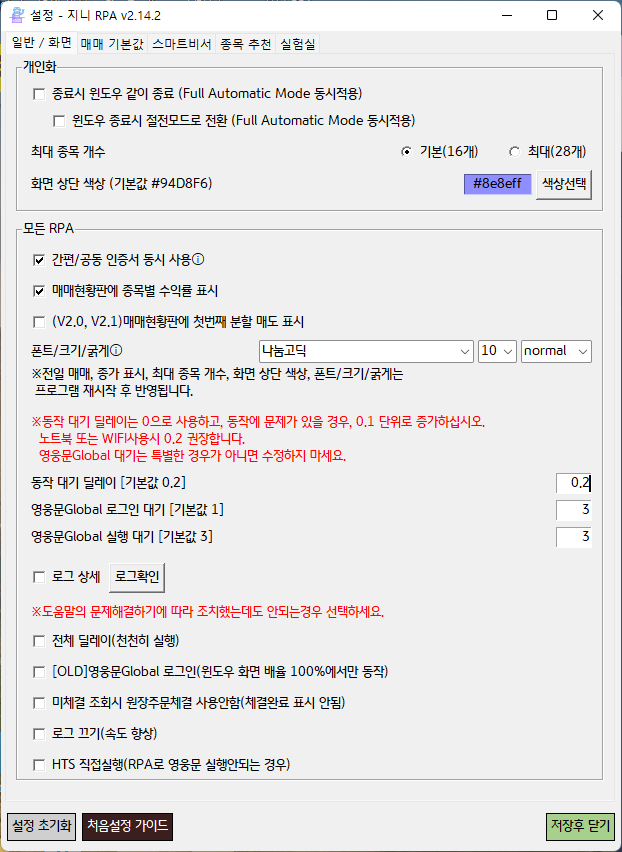 설정 - 지니 RPA v2.14.2
일반 / 화면 매매 기본값 스마트비서 종목 추천 실험실
개인화
종료시 윈도우 같이 종료 (Full Automatic Mode 동시적용)
윈도우 종료시 절전모드로 전환 (Full Automatic Mode 동시적용)
최대 종목 개수 기본(16개) 최대(28개)
화면 상단 색상 (기본값 #94D8F6) #8e8eff 색상선택
모든 RPA
간편/공동 인증서 동시 사용ⓘ
매매현황판에 종목별 수익률 표시
(V2.0, V2.1)매매현황판에 첫번째 분할 매도 표시
폰트/크기/굵게ⓘ 나눔고딕 10 normal
※전일 매매, 종가 표시, 최대 종목 개수, 화면 상단 색상, 폰트/크기/굵게는
프로그램 재시작 후 반영됩니다.
※동작 대기 딜레이는 0으로 사용하고, 동작에 문제가 있을 경우, 0.1 단위로 증가하십시오.
노트북 또는 WIFI사용시 0.2 권장합니다.
영웅문Global 대기는 특별한 경우가 아니면 수정하지 마세요.
동작 대기 딜레이 [기본값 0.2] 0.2
영웅문Global 로그인 대기 [기본값 1] 3
영웅문Global 실행 대기 [기본값 3] 3
로그 상세 로그확인
※도움말의 문제해결하기에 따라 조치했는데도 안되는경우 선택하세요.
전체 딜레이(천천히 실행)
[OLD]영웅문Global 로그인(윈도우 화면 배율 100%에서만 동작)
미체결 조회시 원장주문체결 사용안함(체결완료 표시 안됨)
로그 끄기(속도 향상)
HTS 직접실행(RPA로 영웅문 실행안되는 경우)
설정 초기화 처음설정 가이드 저장후 닫기